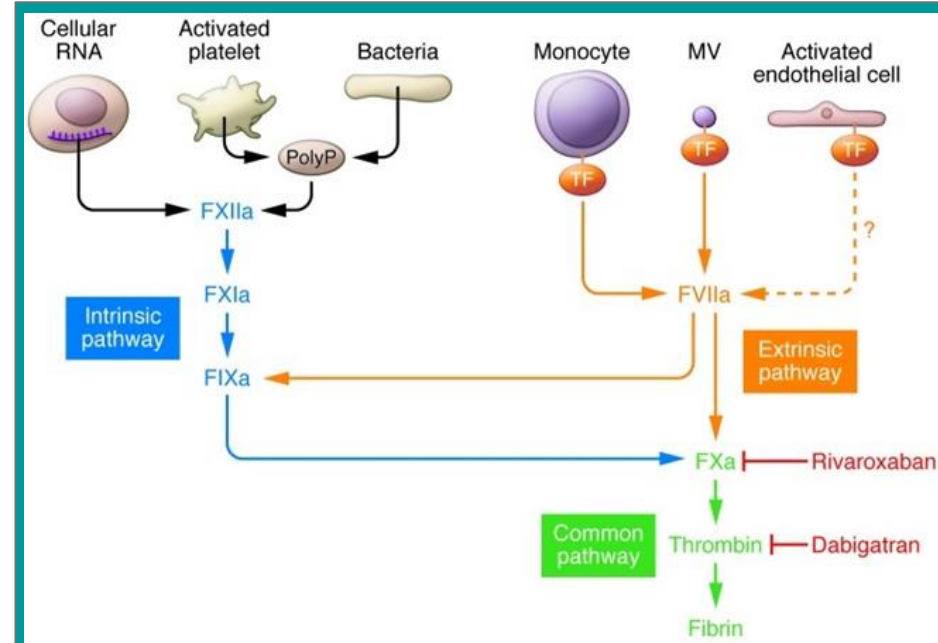 Cellular
RNA
Activated
platelet
Bacteria
Monocyte
MV
Activated
endothelial cell
PolyP
TF
TF
TF
FXIIa
?
FXIa
FVIIa
Intrinsic
pathway
Extrinsic
pathway
FIXa
FXa
Rivaroxaban
Common
pathway
Thrombin
Dabigatran
Fibrin